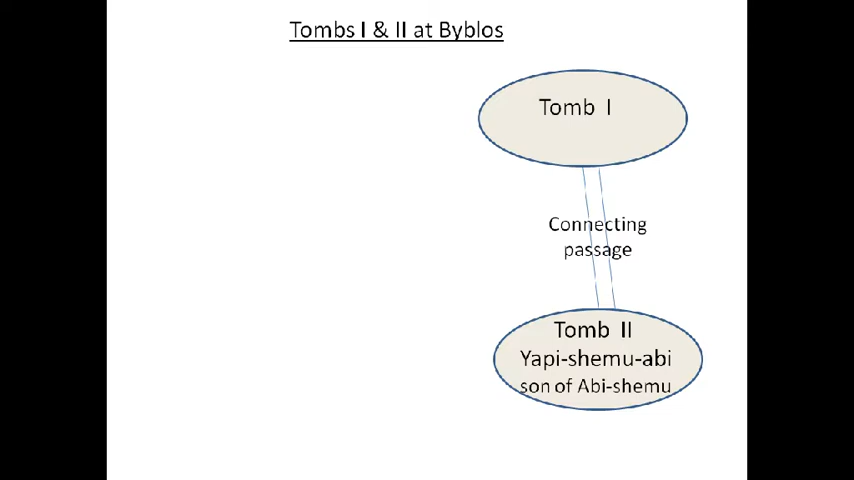 Tombs I & II at Byblos
Tomb I
Connecting
passage
Tomb II
Yapi-shemu-abi
son of Abi-shemu